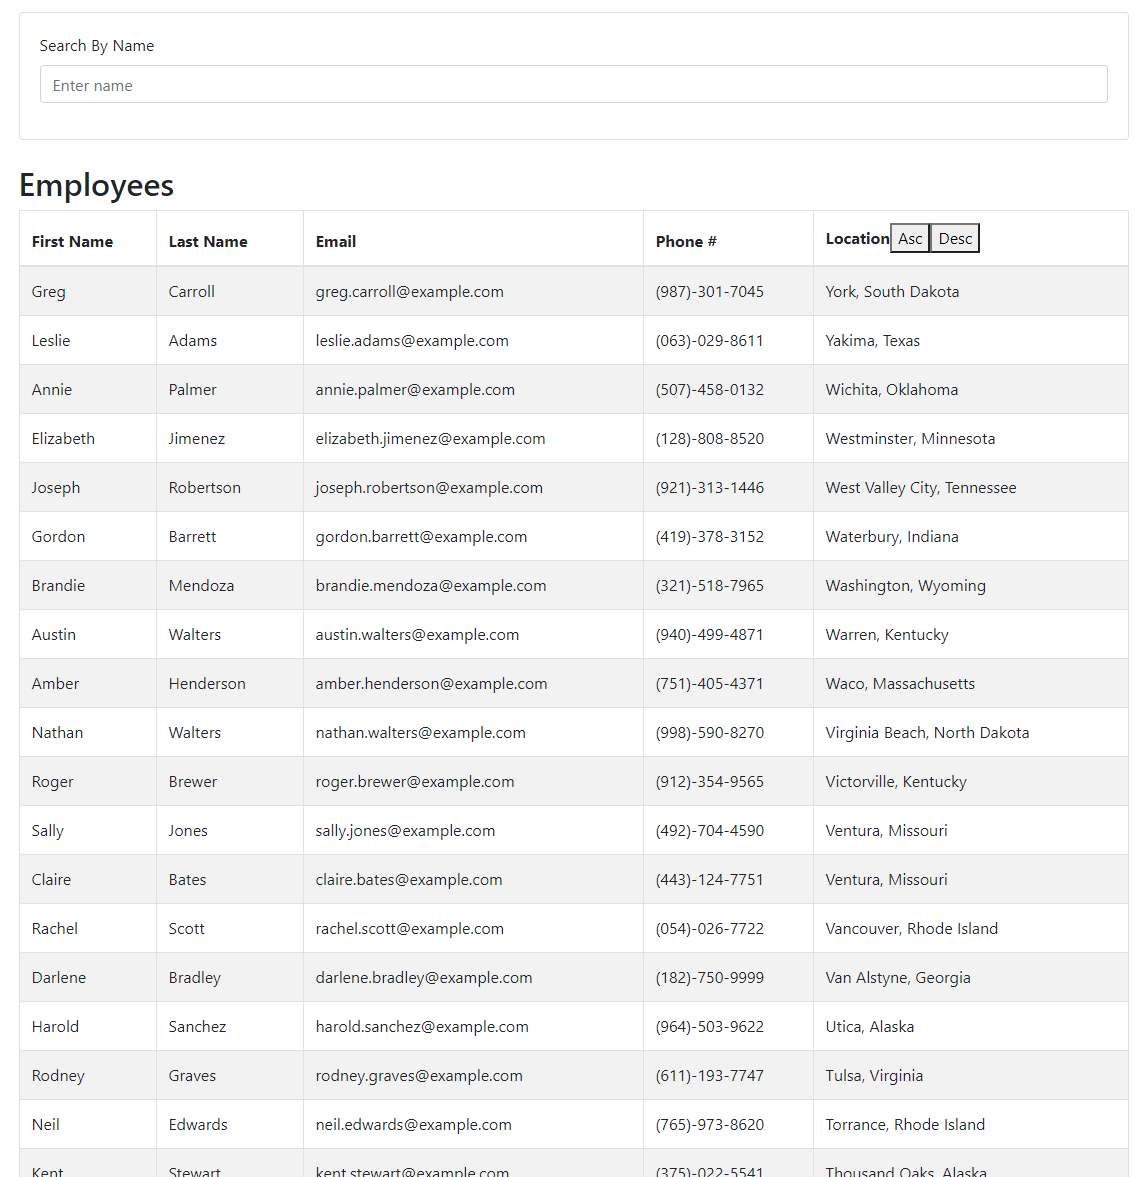 Search By Name
Enter name
Employees
First Name Last Name Email Phone # Location Asc Desc
Greg Carroll greg.carroll@example.com (987)-301-7045 York, South Dakota
Leslie Adams leslie.adams@example.com (063)-029-8611 Yakima, Texas
Annie Palmer annie.palmer@example.com (507)-458-0132 Wichita, Oklahoma
Elizabeth Jimenez elizabeth.jimenez@example.com (128)-808-8520 Westminster, Minnesota
Joseph Robertson joseph.robertson@example.com (921)-313-1446 West Valley City, Tennessee
Gordon Barrett gordon.barrett@example.com (419)-378-3152 Waterbury, Indiana
Brandie Mendoza brandie.mendoza@example.com (321)-518-7965 Washington, Wyoming
Austin Walters austin.walters@example.com (940)-499-4871 Warren, Kentucky
Amber Henderson amber.henderson@example.com (751)-405-4371 Waco, Massachusetts
Nathan Walters nathan.walters@example.com (998)-590-8270 Virginia Beach, North Dakota
Roger Brewer roger.brewer@example.com (912)-354-9565 Victorville, Kentucky
Sally Jones sally.jones@example.com (492)-704-4590 Ventura, Missouri
Claire Bates claire.bates@example.com (443)-124-7751 Ventura, Missouri
Rachel Scott rachel.scott@example.com (054)-026-7722 Vancouver, Rhode Island
Darlene Bradley darlene.bradley@example.com (182)-750-9999 Van Alstyne, Georgia
Harold Sanchez harold.sanchez@example.com (964)-503-9622 Utica, Alaska
Rodney Graves rodney.graves@example.com (611)-193-7747 Tulsa, Virginia
Neil Edwards neil.edwards@example.com (765)-973-8620 Torrance, Rhode Island
Kent Stewart kent.stewart@example.com (375)-022-5541 Thousand Oaks, Alaska